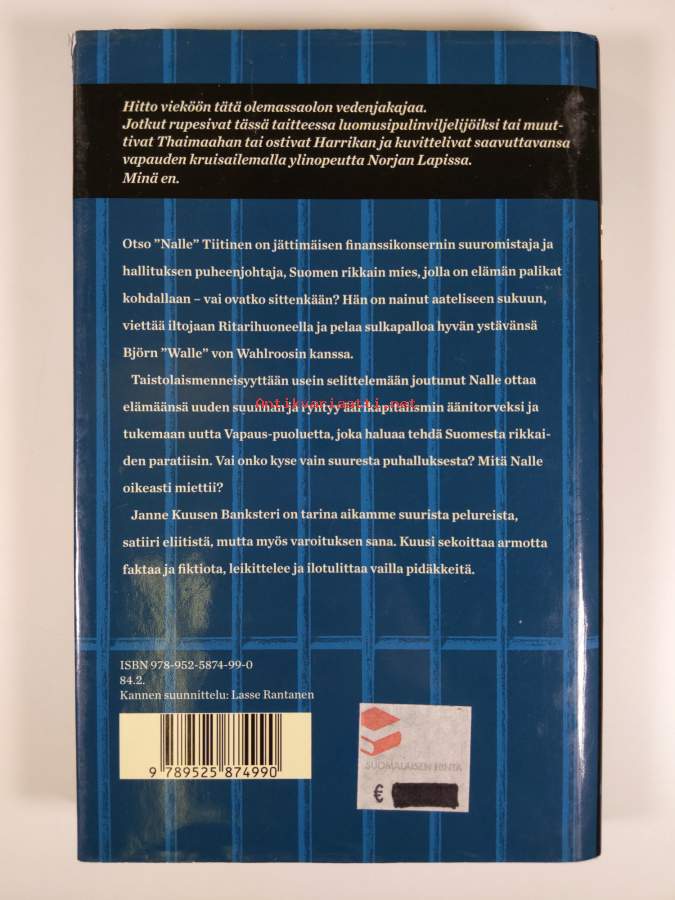 Hitto vieköön tätä olemassaolon vedenjakajaa.
Jotkut rupesivat tässä taitteessa luomusipulinviljelijöiksi tai muut-
tivat Thaimaahan tai ostivat Harrikan ja kuvittelivat saavuttavansa
vapauden kruisailemalla ylinopeutta Norjan Lapissa.
Minä en.
Otso ”Nalle” Tiitinen on jättimäisen finanssikonsernin suuromistaja ja
hallituksen puheenjohtaja, Suomen rikkain mies, jolla on elämän palikat
kohdallaan – vai ovatko sittenkään? Hän on nainut aateliseen sukuun,
viettää iltojaan Ritarihuoneella ja pelaa sulkapalloa hyvän ystävänsä
Björn ”Walle” von Wahlroosin kanssa.
Taistolaismenneisyyttään usein selittelemään joutunut Nalle ottaa
elämäänsä uuden suunnan ja ryhtyy äärikapitalismin äänitorveksi ja
Antikvariaatti.net
tukemaan uutta Vapaus-puoluetta, joka haluaa tehdä Suomesta rikkai-
den paratiisin. Vai onko kyse vain suuresta puhalluksesta? Mitä Nalle
oikeasti miettii?
Janne Kuusen Banksteri on tarina aikamme suurista pelureista,
satiiri eliitistä, mutta myös varoituksen sana. Kuusi sekoittaa armotta
faktaa ja fiktiota, leikittelee ja ilotulittaa vailla pidäkkeitä.
ISBN 978-952-5874-99-0
84.2.
Kannen suunnittelu: Lasse Rantanen
9 789525 874990
SUOMALAISEN HINTA
€